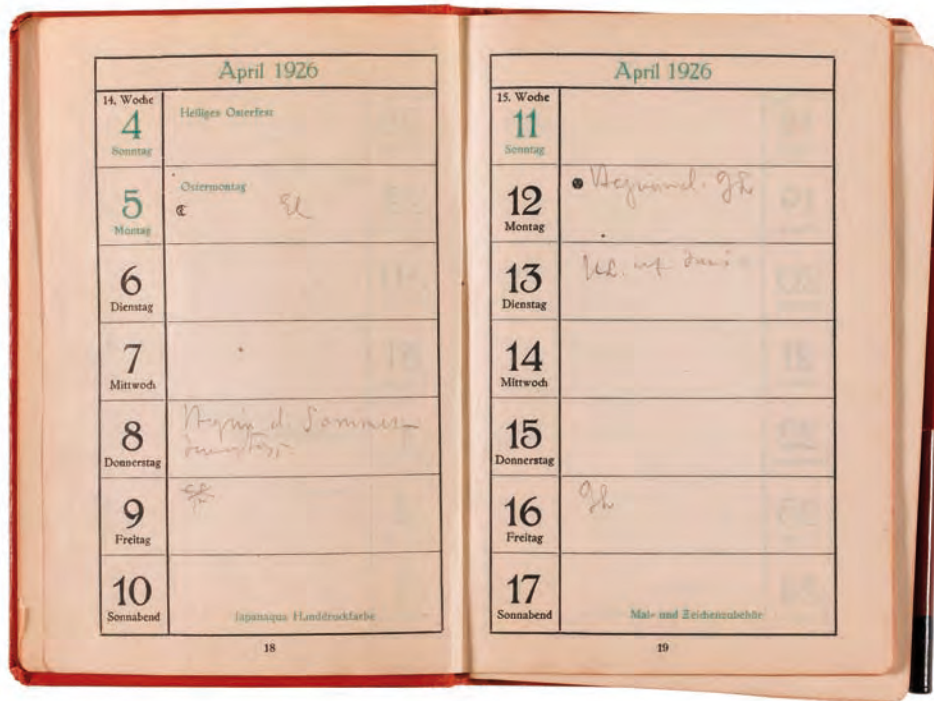 April 1926
14. Woche
4
Sonntag
Heiliges Osterfest
5
Montag
Ostermontag
El
6
Dienstag
7
Mittwoch
8
Donnerstag
d. Sommer-
9
Freitag
10
Sonnabend
Japanaqua Handdruckfarbe
18
April 1926
15. Woche
11
Sonntag
12
Montag
13
Dienstag
14
Mittwoch
15
Donnerstag
16
Freitag
17
Sonnabend
Mal- und Zeichenzubehör
19